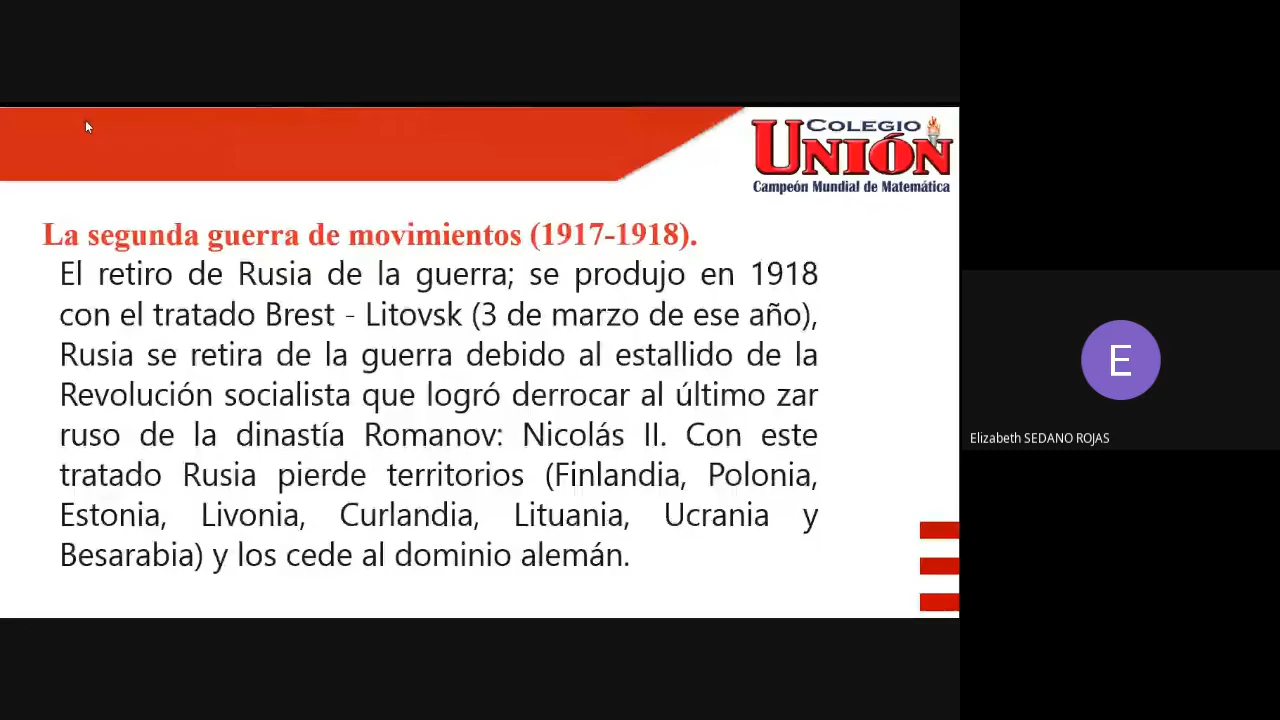 COLEGIO
UNIÓN
Campeón Mundial de Matemática
La segunda guerra de movimientos (1917-1918).
El retiro de Rusia de la guerra; se produjo en 1918
con el tratado Brest - Litovsk (3 de marzo de ese año),
Rusia se retira de la guerra debido al estallido de la
Revolución socialista que logró derrocar al último zar
ruso de la dinastía Romanov: Nicolás II. Con este
tratado Rusia pierde territorios (Finlandia, Polonia,
Estonia, Livonia, Curlandia, Lituania, Ucrania y
Besarabia) y los cede al dominio alemán.
E
Elizabeth SEDANO ROJAS